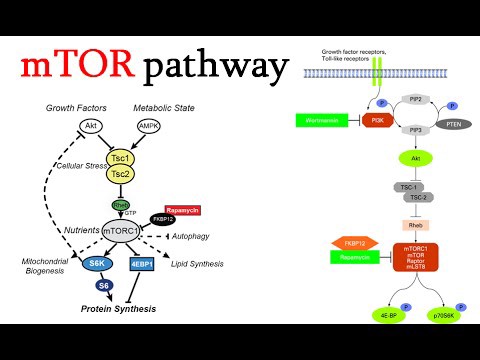 mTOR pathway
Growth Factors
Metabolic State
Akt
AMPK
Tsc1
Cellular Stress
Tsc2
Rheb
GTP
Rapamycin
FKBP12
Nutrients
mTORC1
Autophagy
Mitochondrial
Biogenesis
S6K
4EBP1
Lipid Synthesis
S6
Protein Synthesis
Growth factor receptors,
Toll-like receptors
P
PIP2
P
Wortmannin
PI3K
PTEN
PIP3
P
Akt
TSC-1
TSC-2
Rheb
FKBP12
Rapamycin
mTORC1
mTOR
Raptor
mLST8
P
P
4E-BP
p70S6K